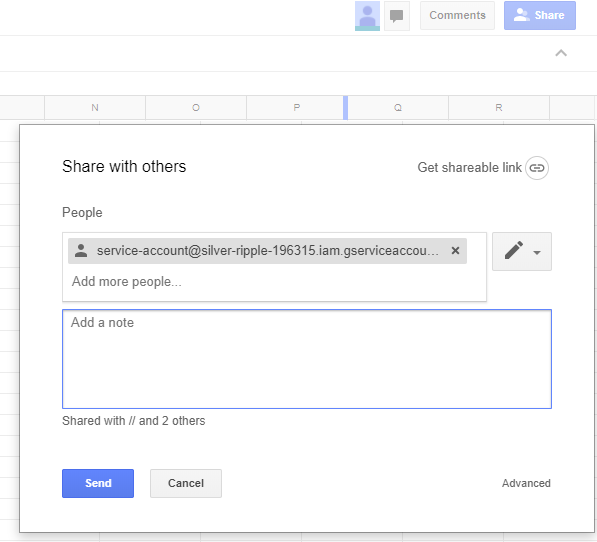 Comments
Share
N O P Q R
Share with others
Get shareable link
People
service-account@silver-ripple-196315.iam.gserviceaccou...
Add more people...
Add a note
Shared with // and 2 others
Send
Cancel
Advanced